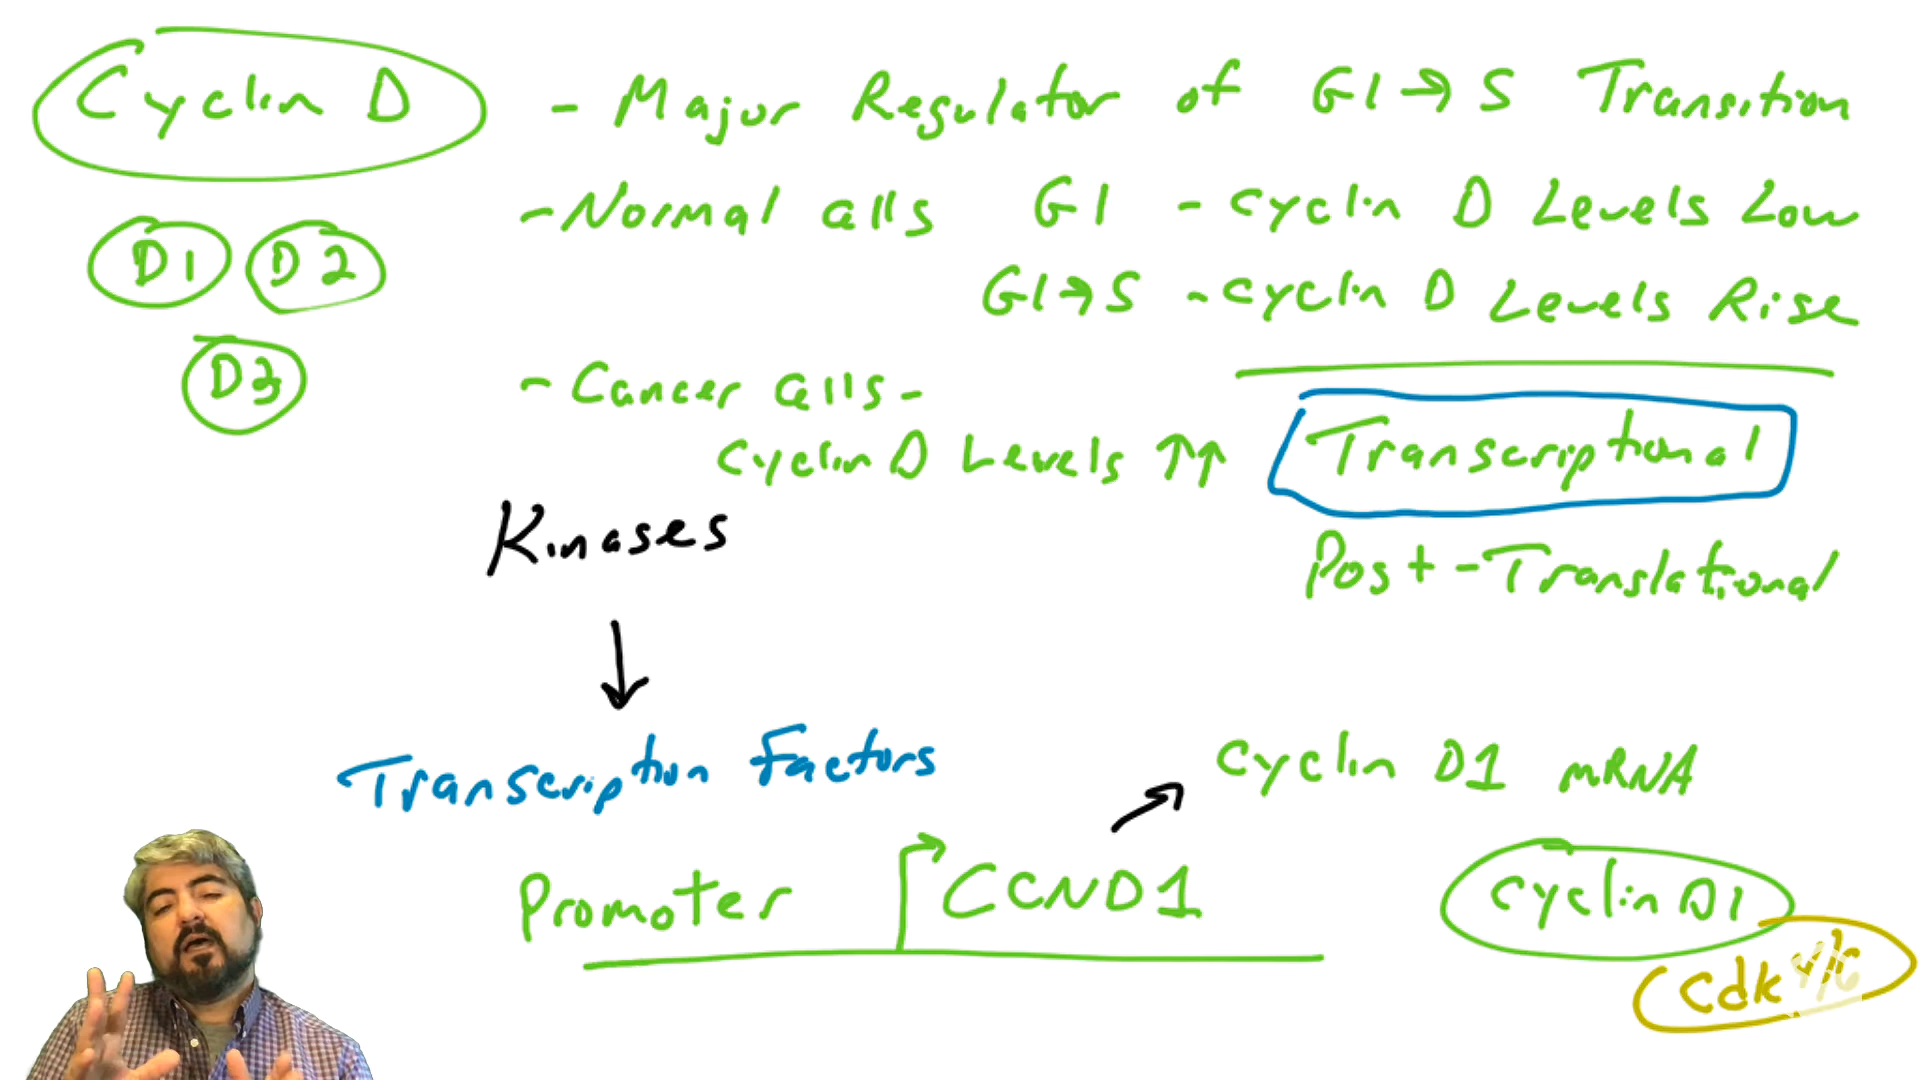 Cyclin D
- Major Regulator of G1→S Transition
D1 D2
D3
- Normal cells G1 - Cyclin D Levels Low
G1→S - Cyclin D Levels Rise
- Cancer cells -
Cyclin D Levels ↑↑
Transcriptional
Post-Translational
Kinases
Transcription Factors
Cyclin D1 mRNA
Promoter CCND1
Cyclin D1
cdk 4/6